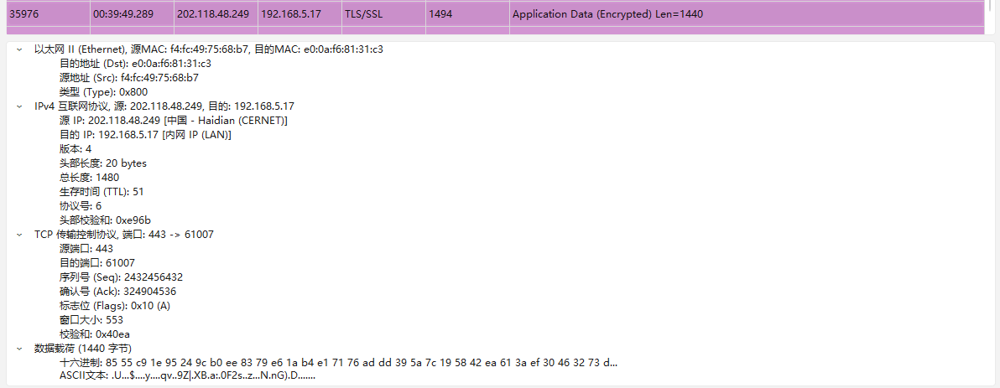 35976 00:39:49.289 202.118.48.249 192.168.5.17 TLS/SSL 1494 Application Data (Encrypted) Len=1440
以太网 II (Ethernet), 源MAC: f4:fc:49:75:68:b7, 目的MAC: e0:0a:f6:81:31:c3
目的地址 (Dst): e0:0a:f6:81:31:c3
源地址 (Src): f4:fc:49:75:68:b7
类型 (Type): 0x800
IPv4 互联网协议, 源: 202.118.48.249, 目的: 192.168.5.17
源 IP: 202.118.48.249 [中国 - Haidian (CERNET)]
目的 IP: 192.168.5.17 [内网 IP (LAN)]
版本: 4
头部长度: 20 bytes
总长度: 1480
生存时间 (TTL): 51
协议号: 6
头部校验和: 0xe96b
TCP 传输控制协议, 端口: 443 -> 61007
源端口: 443
目的端口: 61007
序列号 (Seq): 2432456432
确认号 (Ack): 324904536
标志位 (Flags): 0x10 (A)
窗口大小: 553
校验和: 0x40ea
数据载荷 (1440 字节)
十六进制: 85 55 c9 1e 95 24 9c b0 ee 83 79 e6 1a b4 e1 71 76 ad dd 39 5a 7c 19 58 42 ea 61 3a ef 30 46 32 73 d...
ASCII文本: .U...$....y....qv..9Z|.XB.a:.0F2s..z...N.nG).D.......